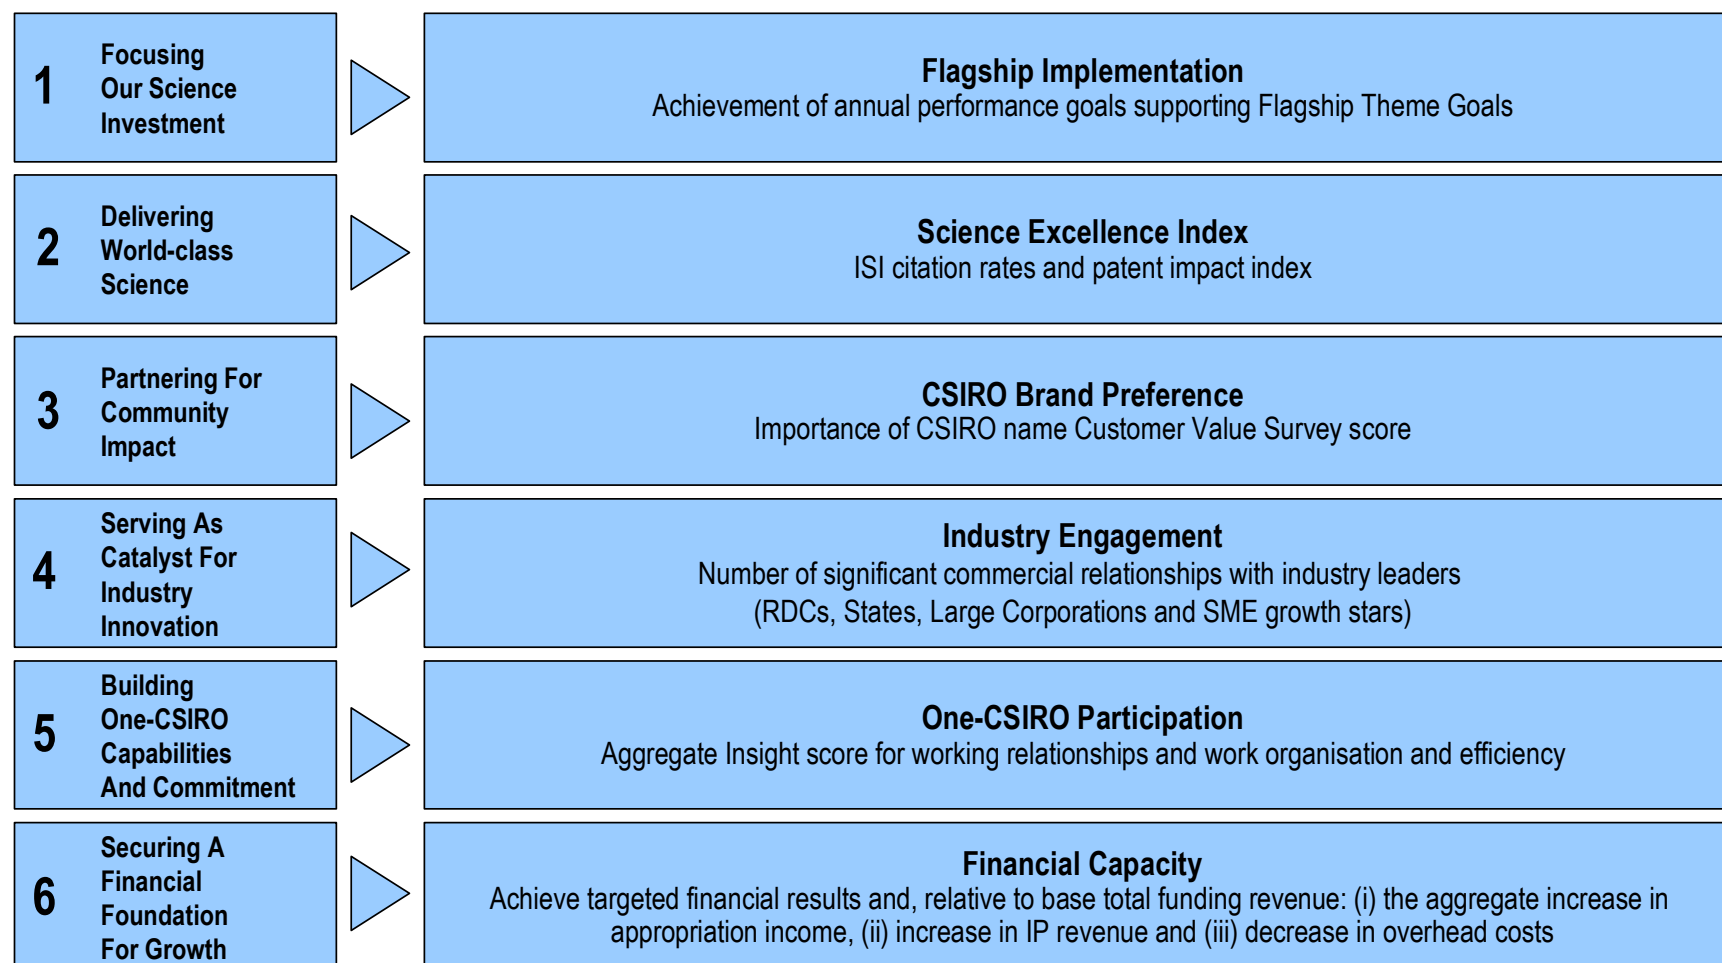 1
Focusing
Our Science
Investment
Flagship Implementation
Achievement of annual performance goals supporting Flagship Theme Goals
2
Delivering
World-class
Science
Science Excellence Index
ISI citation rates and patent impact index
3
Partnering For
Community
Impact
CSIRO Brand Preference
Importance of CSIRO name Customer Value Survey score
4
Serving As
Catalyst For
Industry
Innovation
Industry Engagement
Number of significant commercial relationships with industry leaders
(RDCs, States, Large Corporations and SME growth stars)
5
Building
One-CSIRO
Capabilities
And Commitment
One-CSIRO Participation
Aggregate Insight score for working relationships and work organisation and efficiency
6
Securing A
Financial
Foundation
For Growth
Financial Capacity
Achieve targeted financial results and, relative to base total funding revenue: (i) the aggregate increase in
appropriation income, (ii) increase in IP revenue and (iii) decrease in overhead costs